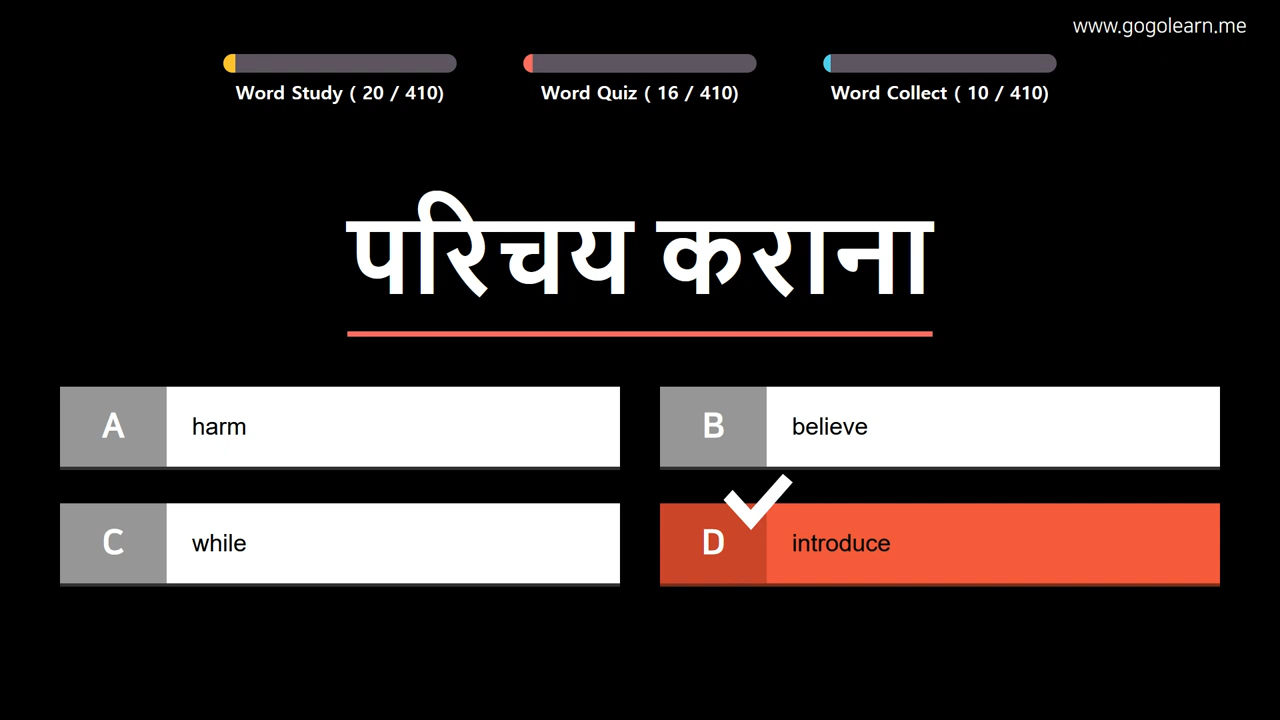 www.gogolearn.me
Word Study ( 20 / 410)
Word Quiz ( 16 / 410)
Word Collect ( 10 / 410)
परिचय कराना
A harm
B believe
C while
D introduce